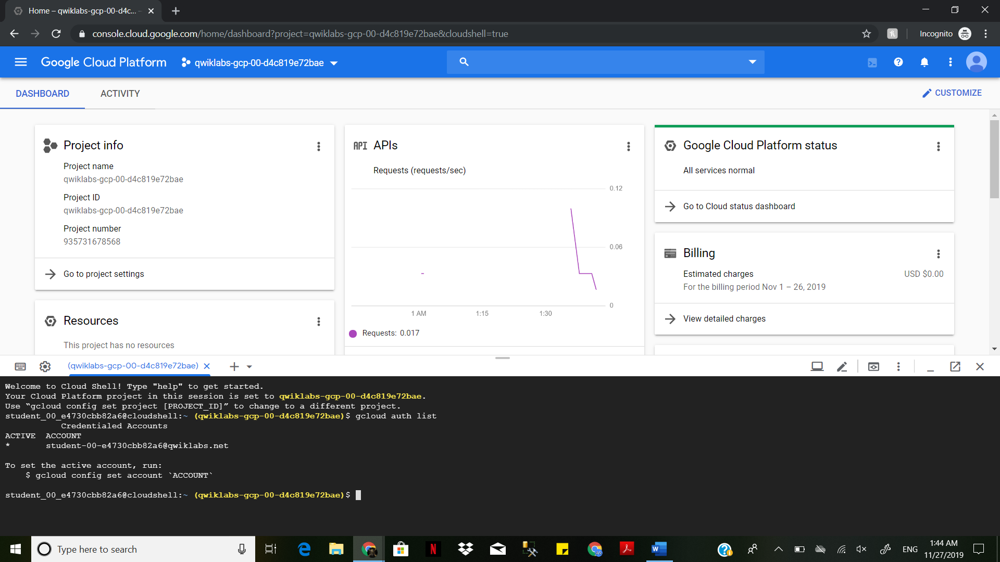 Home – qwiklabs-gcp-00-d4c...
console.cloud.google.com/home/dashboard?project=qwiklabs-gcp-00-d4c819e72bae&cloudshell=true
Incognito
Google Cloud Platform
qwiklabs-gcp-00-d4c819e72bae
DASHBOARD
ACTIVITY
CUSTOMIZE
Project info
Project name
qwiklabs-gcp-00-d4c819e72bae
Project ID
qwiklabs-gcp-00-d4c819e72bae
Project number
935731678568
Go to project settings
Resources
This project has no resources
API APIs
Requests (requests/sec)
0.12
0.06
0
1 AM 1:15 1:30
Requests: 0.017
Google Cloud Platform status
All services normal
Go to Cloud status dashboard
Billing
Estimated charges USD $0.00
For the billing period Nov 1 – 26, 2019
View detailed charges
(qwiklabs-gcp-00-d4c819e72bae)
Welcome to Cloud Shell! Type "help" to get started.
Your Cloud Platform project in this session is set to qwiklabs-gcp-00-d4c819e72bae.
Use “gcloud config set project [PROJECT_ID]” to change to a different project.
student_00_e4730cbb82a6@cloudshell:~ (qwiklabs-gcp-00-d4c819e72bae)$ gcloud auth list
Credentialed Accounts
ACTIVE ACCOUNT
* student-00-e4730cbb82a6@qwiklabs.net
To set the active account, run:
$ gcloud config set account `ACCOUNT`
student_00_e4730cbb82a6@cloudshell:~ (qwiklabs-gcp-00-d4c819e72bae)$
Type here to search
ENG
1:44 AM
11/27/2019